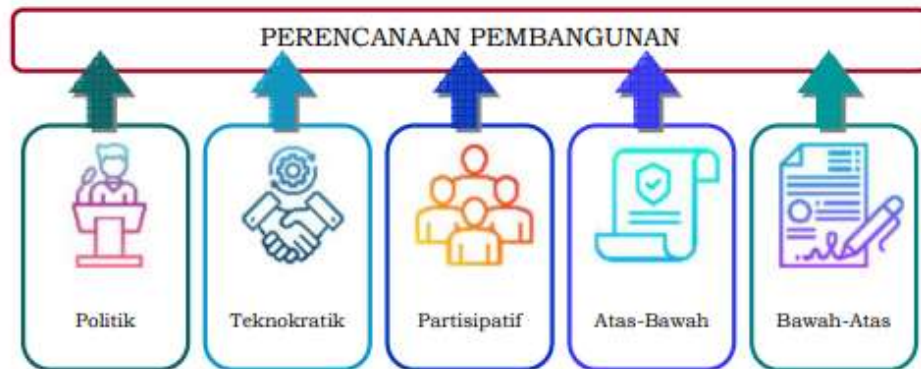 PERENCANAAN PEMBANGUNAN
Politik
Teknokratik
Partisipatif
Atas-Bawah
Bawah-Atas